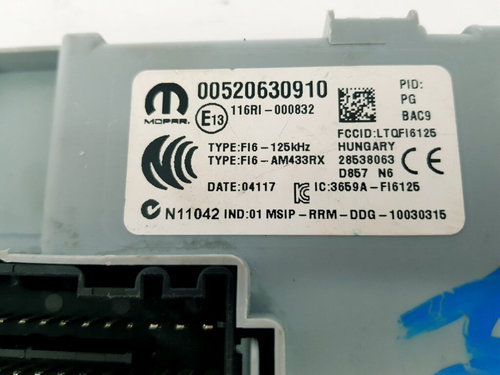 00520630910
PID:
MOPAR.
E13
116RI-000832
PG
BAC9
FCCID:LTQFI6125
TYPE:FI6-125kHz
HUNGARY
TYPE:FI6-AM433RX
28538063
D857 N6
DATE:04117
IC:3659A-FI6125
N11042 IND:01 MSIP-RRM-DDG-10030315